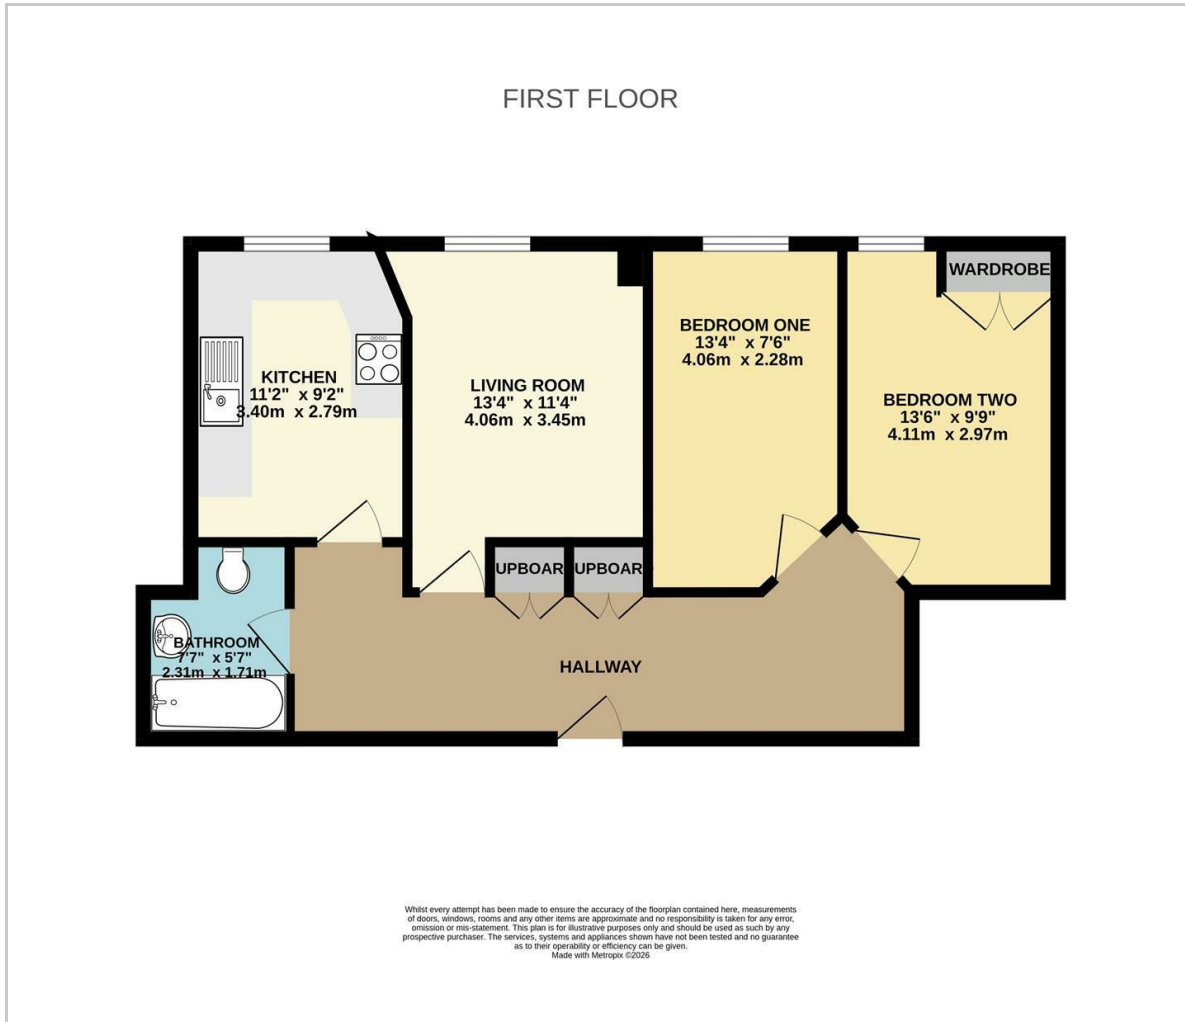 FIRST FLOOR
KITCHEN
11'2" x 9'2"
3.40m x 2.79m
LIVING ROOM
13'4" x 11'4"
4.06m x 3.45m
BEDROOM ONE
13'4" x 7'6"
4.06m x 2.28m
WARDROBE
BEDROOM TWO
13'6" x 9'9"
4.11m x 2.97m
UPBOAR
UPBOAR
BATHROOM
7'7" x 5'7"
2.31m x 1.71m
HALLWAY
Whilst every attempt has been made to ensure the accuracy of the floorplan contained here, measurements
of doors, windows, rooms and any other items are approximate and no responsibility is taken for any error,
omission or mis-statement. This plan is for illustrative purposes only and should be used as such by any
prospective purchaser. The services, systems and appliances shown have not been tested and no guarantee
as to their operability or efficiency can be given.
Made with Metropix ©2026